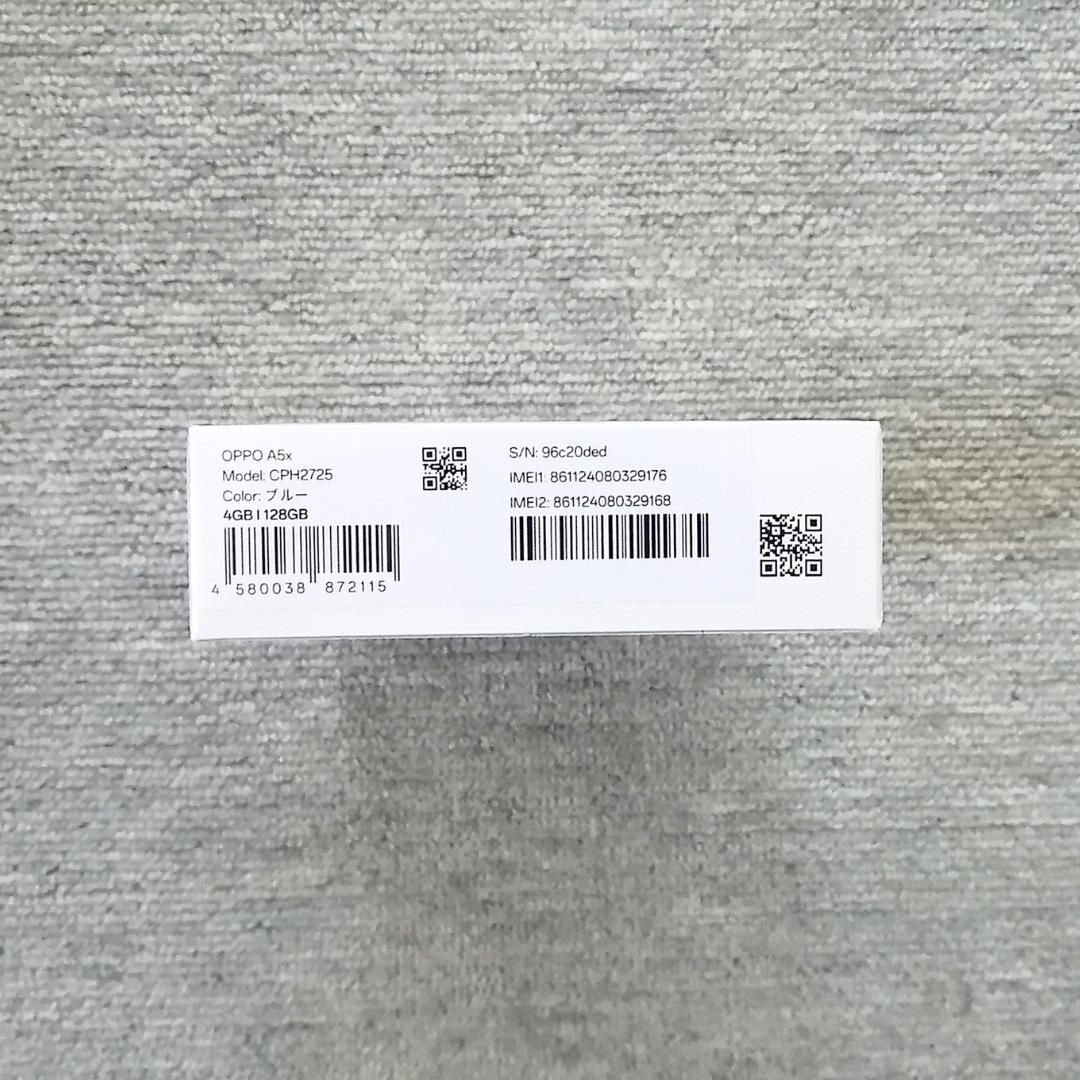 OPPO A5x
Model: CPH2725
Color: ブルー
4GB | 128GB
4 580038 872115
S/N: 96c20ded
IMEI1: 861124080329176
IMEI2: 861124080329168